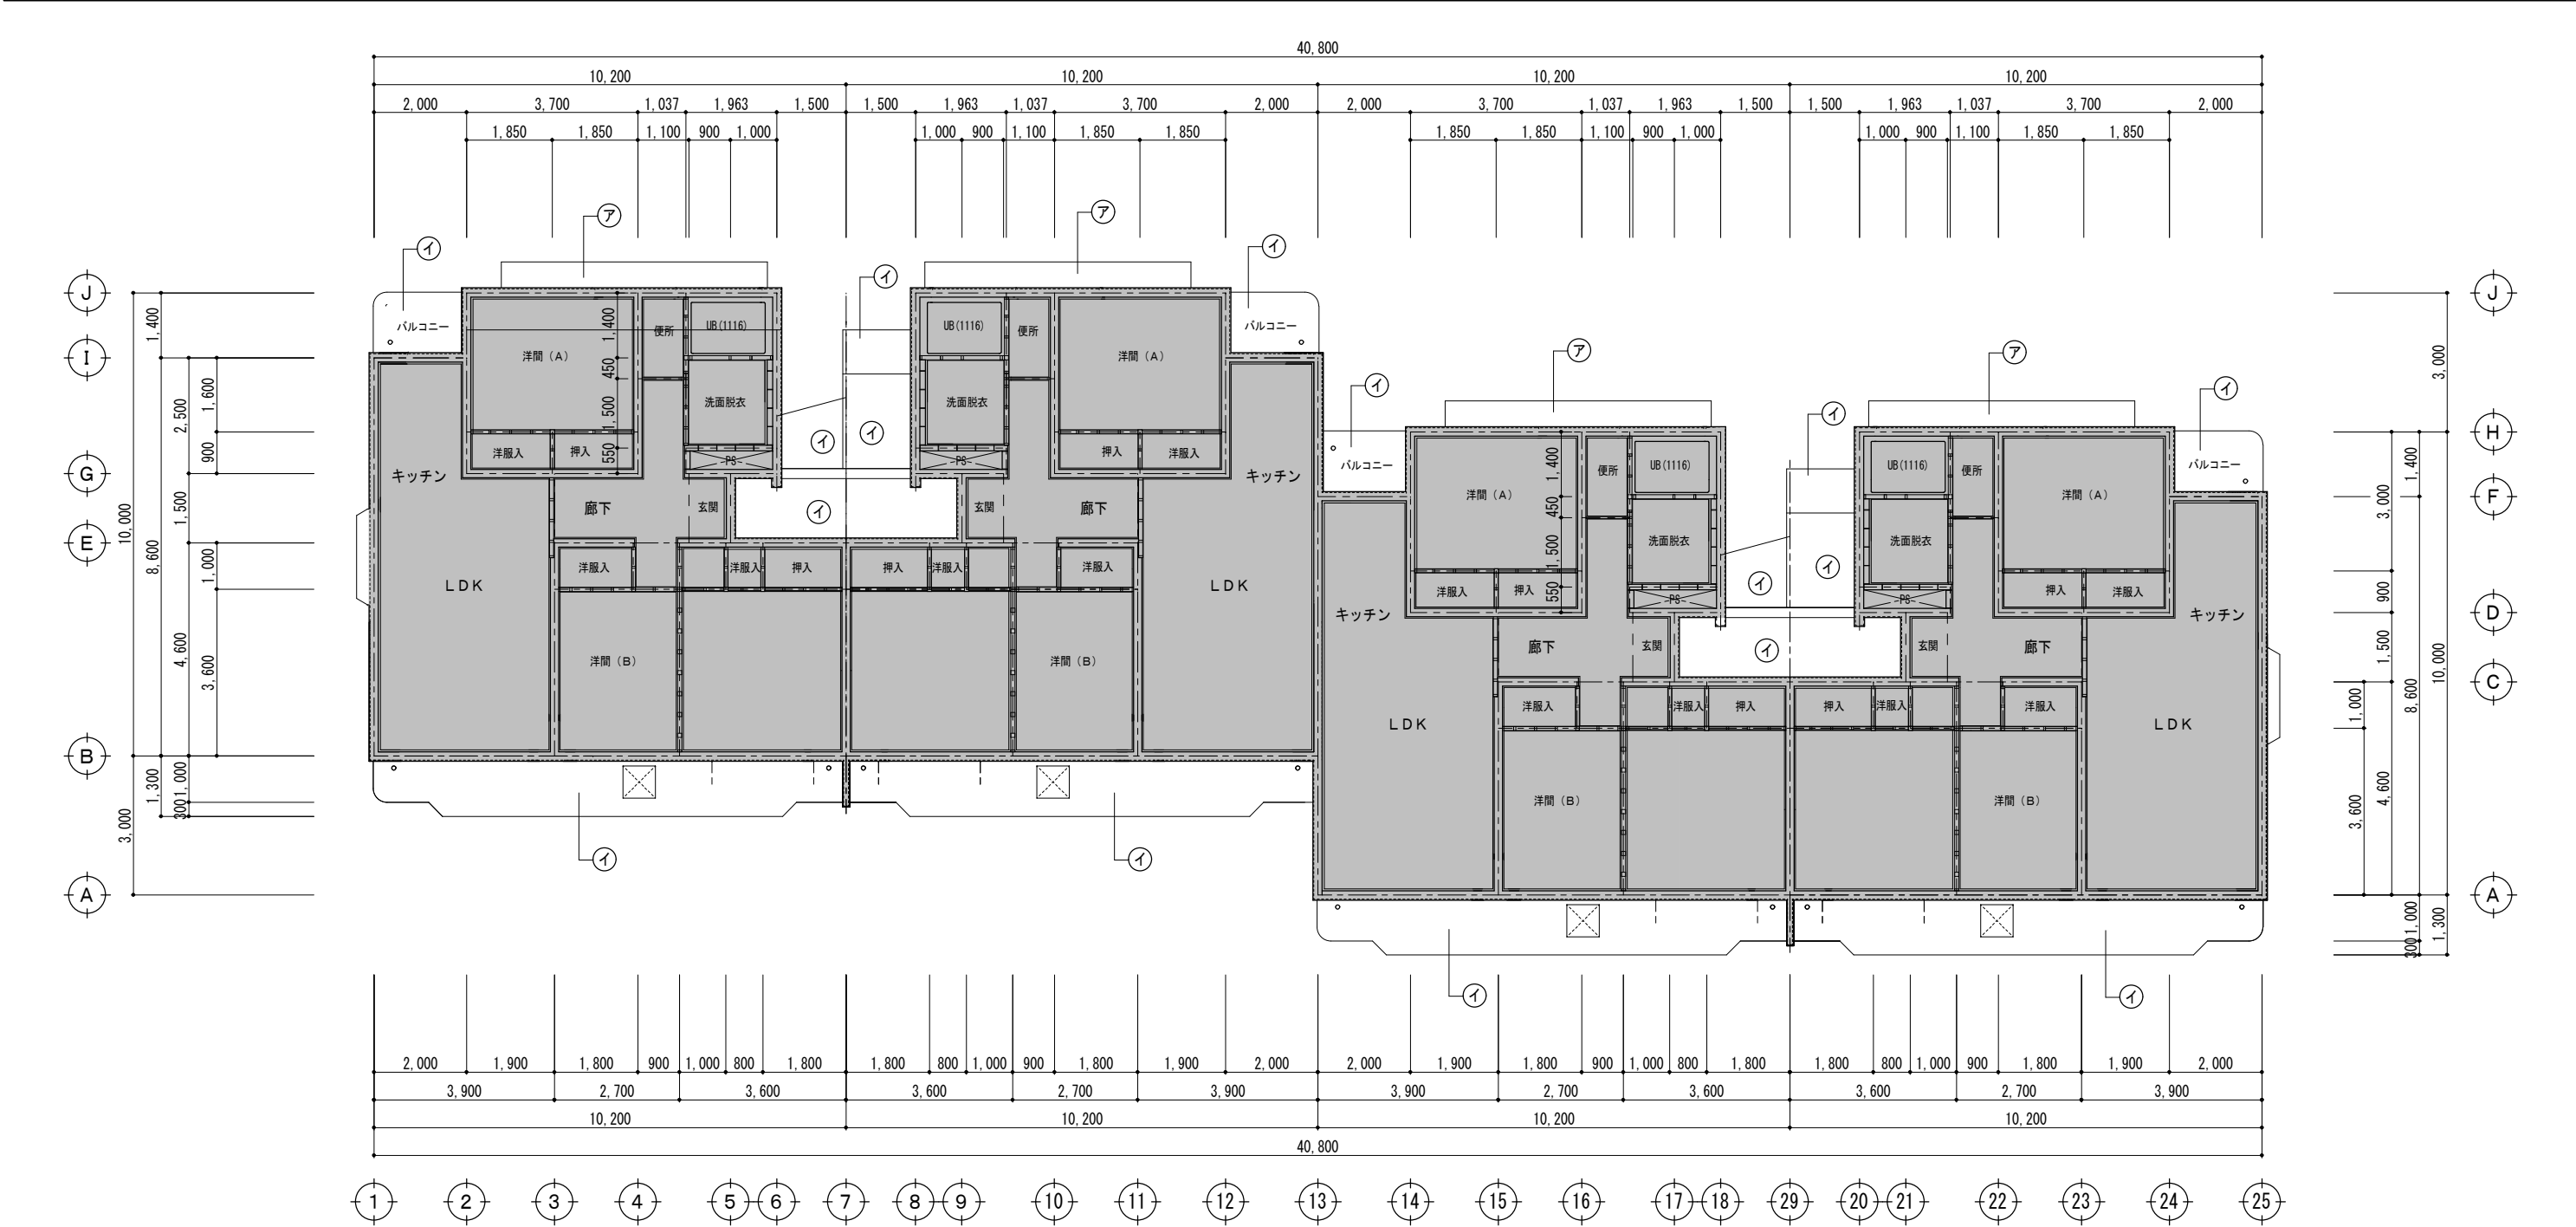 40,800
10,200 10,200 10,200 10,200
2,000 3,700 1,037 1,963 1,500 1,500 1,963 1,037 3,700 2,000 2,000 3,700 1,037 1,963 1,500 1,500 1,963 1,037 3,700 2,000
1,850 1,850 1,100 900 1,000 1,000 900 1,100 1,850 1,850 1,850 1,850 1,100 900 1,000 1,000 900 1,100 1,850 1,850
ア ア
イ イ イ
J J
1,400 3,000
バルコニー 1,400 便所 UB(1116) UB(1116) 便所 バルコニー
I 洋間（A） 洋間（A） ア ア
450
1,600 2,500 イ イ イ
洗面脱衣 洗面脱衣
1,500 イ イ
H
900 洋服入 押入 550 PS PS 押入 洋服入
バルコニー 1,400 便所 UB(1116) UB(1116) 便所 バルコニー 1,400
G キッチン キッチン
洋間（A） 洋間（A） F
1,500 廊下 玄関 イ 玄関 廊下 450 3,000
10,000 E
8,600 1,000 洋服入 洋服入 押入 押入 洋服入 洋服入 1,500 洗面脱衣 洗面脱衣
LDK LDK イ イ
洋服入 押入 550 PS PS 押入 洋服入 900
キッチン キッチン D
4,600 3,600 洋間（B） 洋間（B） 廊下 玄関 イ 玄関 廊下 1,500 10,000
C
洋服入 洋服入 押入 押入 洋服入 洋服入 1,000 8,600
LDK LDK
B
1,300 300 1,000
洋間（B） 洋間（B） 3,600 4,600
3,000
イ イ
A A
300 1,000 1,300
イ イ
2,000 1,900 1,800 900 1,000 800 1,800 1,800 800 1,000 900 1,800 1,900 2,000 2,000 1,900 1,800 900 1,000 800 1,800 1,800 800 1,000 900 1,800 1,900 2,000
3,900 2,700 3,600 3,600 2,700 3,900 3,900 2,700 3,600 3,600 2,700 3,900
10,200 10,200 10,200 10,200
40,800
1 2 3 4 5 6 7 8 9 10 11 12 13 14 15 16 17 18 29 20 21 22 23 24 25